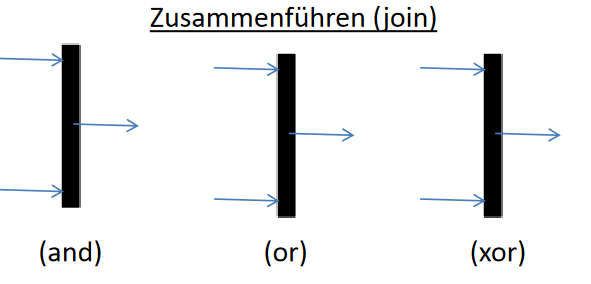 Zusammenführen (join)
(and) (or) (xor)